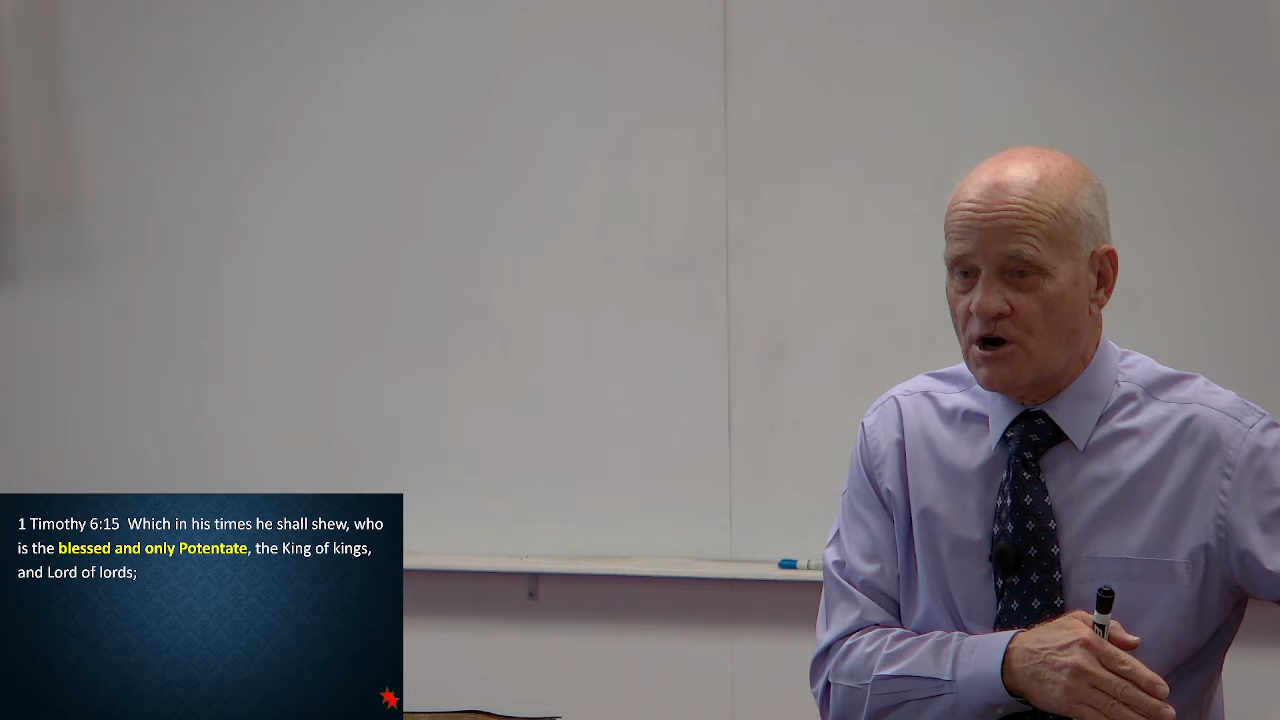 1 Timothy 6:15  Which in his times he shall shew, who
is the blessed and only Potentate, the King of kings,
and Lord of lords;